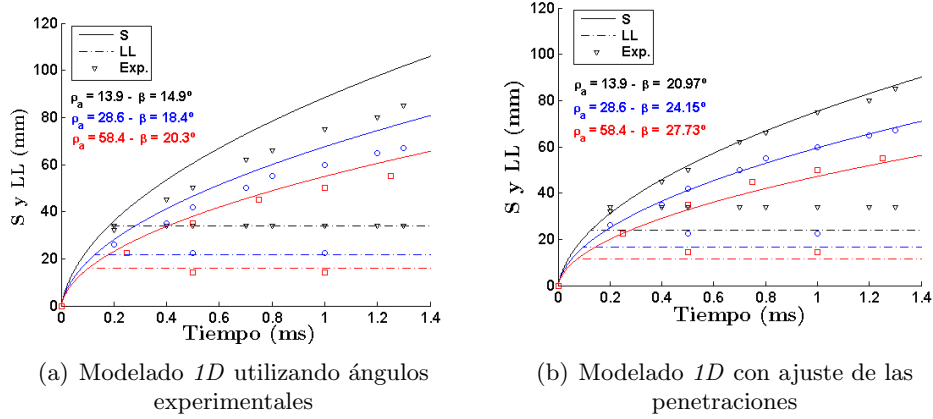 120
100
80
60
40
20
0
S y LL (mm)
S
LL
Exp.
ρa = 13.9 - β = 14.9º
ρa = 28.6 - β = 18.4º
ρa = 58.4 - β = 20.3º
0 0.2 0.4 0.6 0.8 1 1.2 1.4
Tiempo (ms)
(a) Modelado 1D utilizando ángulos
experimentales
120
100
80
60
40
20
0
S y LL (mm)
S
LL
Exp.
ρa = 13.9 - β = 20.97º
ρa = 28.6 - β = 24.15º
ρa = 58.4 - β = 27.73º
0 0.2 0.4 0.6 0.8 1 1.2 1.4
Tiempo (ms)
(b) Modelado 1D con ajuste de las
penetraciones